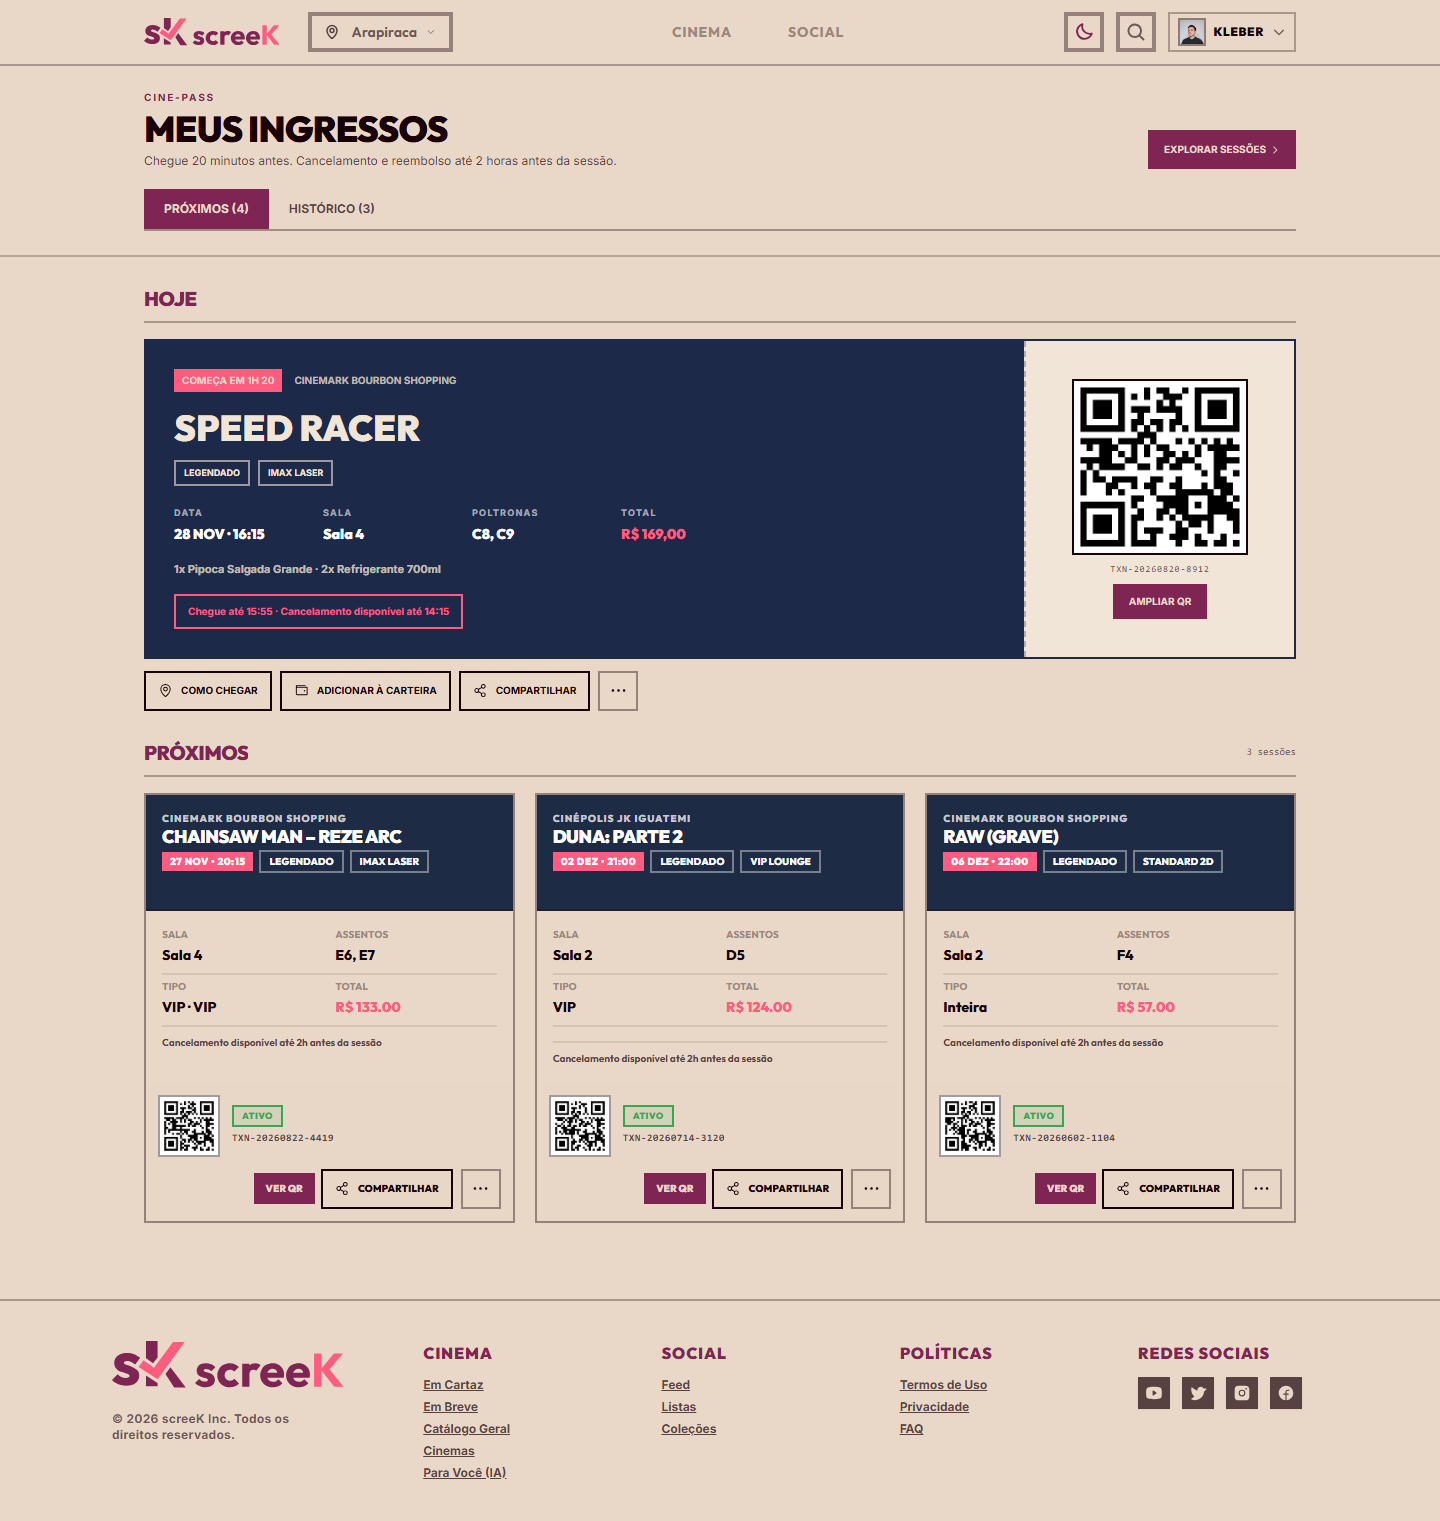 sK screeK
Arapiraca
CINEMA
SOCIAL
KLEBER
CINE-PASS
MEUS INGRESSOS
Chegue 20 minutos antes. Cancelamento e reembolso até 2 horas antes da sessão.
EXPLORAR SESSÕES
PRÓXIMOS (4)
HISTÓRICO (3)
HOJE
COMEÇA EM 1H 20
CINEMARK BOURBON SHOPPING
SPEED RACER
LEGENDADO
IMAX LASER
DATA
SALA
POLTRONAS
TOTAL
28 NOV · 16:15
Sala 4
C8, C9
R$ 169,00
1x Pipoca Salgada Grande · 2x Refrigerante 700ml
Chegue até 15:55 · Cancelamento disponível até 14:15
TXN-20260820-8912
AMPLIAR QR
COMO CHEGAR
ADICIONAR À CARTEIRA
COMPARTILHAR
PRÓXIMOS
3 sessões
CINEMARK BOURBON SHOPPING
CHAINSAW MAN – REZE ARC
27 NOV · 20:15
LEGENDADO
IMAX LASER
SALA
ASSENTOS
Sala 4
E6, E7
TIPO
TOTAL
VIP · VIP
R$ 133.00
Cancelamento disponível até 2h antes da sessão
ATIVO
TXN-20260822-4419
VER QR
COMPARTILHAR
CINÉPOLIS JK IGUATEMI
DUNA: PARTE 2
02 DEZ · 21:00
LEGENDADO
VIP LOUNGE
SALA
ASSENTOS
Sala 2
D5
TIPO
TOTAL
VIP
R$ 124.00
Cancelamento disponível até 2h antes da sessão
ATIVO
TXN-20260714-3120
VER QR
COMPARTILHAR
CINEMARK BOURBON SHOPPING
RAW (GRAVE)
06 DEZ · 22:00
LEGENDADO
STANDARD 2D
SALA
ASSENTOS
Sala 2
F4
TIPO
TOTAL
Inteira
R$ 57.00
Cancelamento disponível até 2h antes da sessão
ATIVO
TXN-20260602-1104
VER QR
COMPARTILHAR
sK screeK
© 2026 screeK Inc. Todos os
direitos reservados.
CINEMA
Em Cartaz
Em Breve
Catálogo Geral
Cinemas
Para Você (IA)
SOCIAL
Feed
Listas
Coleções
POLÍTICAS
Termos de Uso
Privacidade
FAQ
REDES SOCIAIS